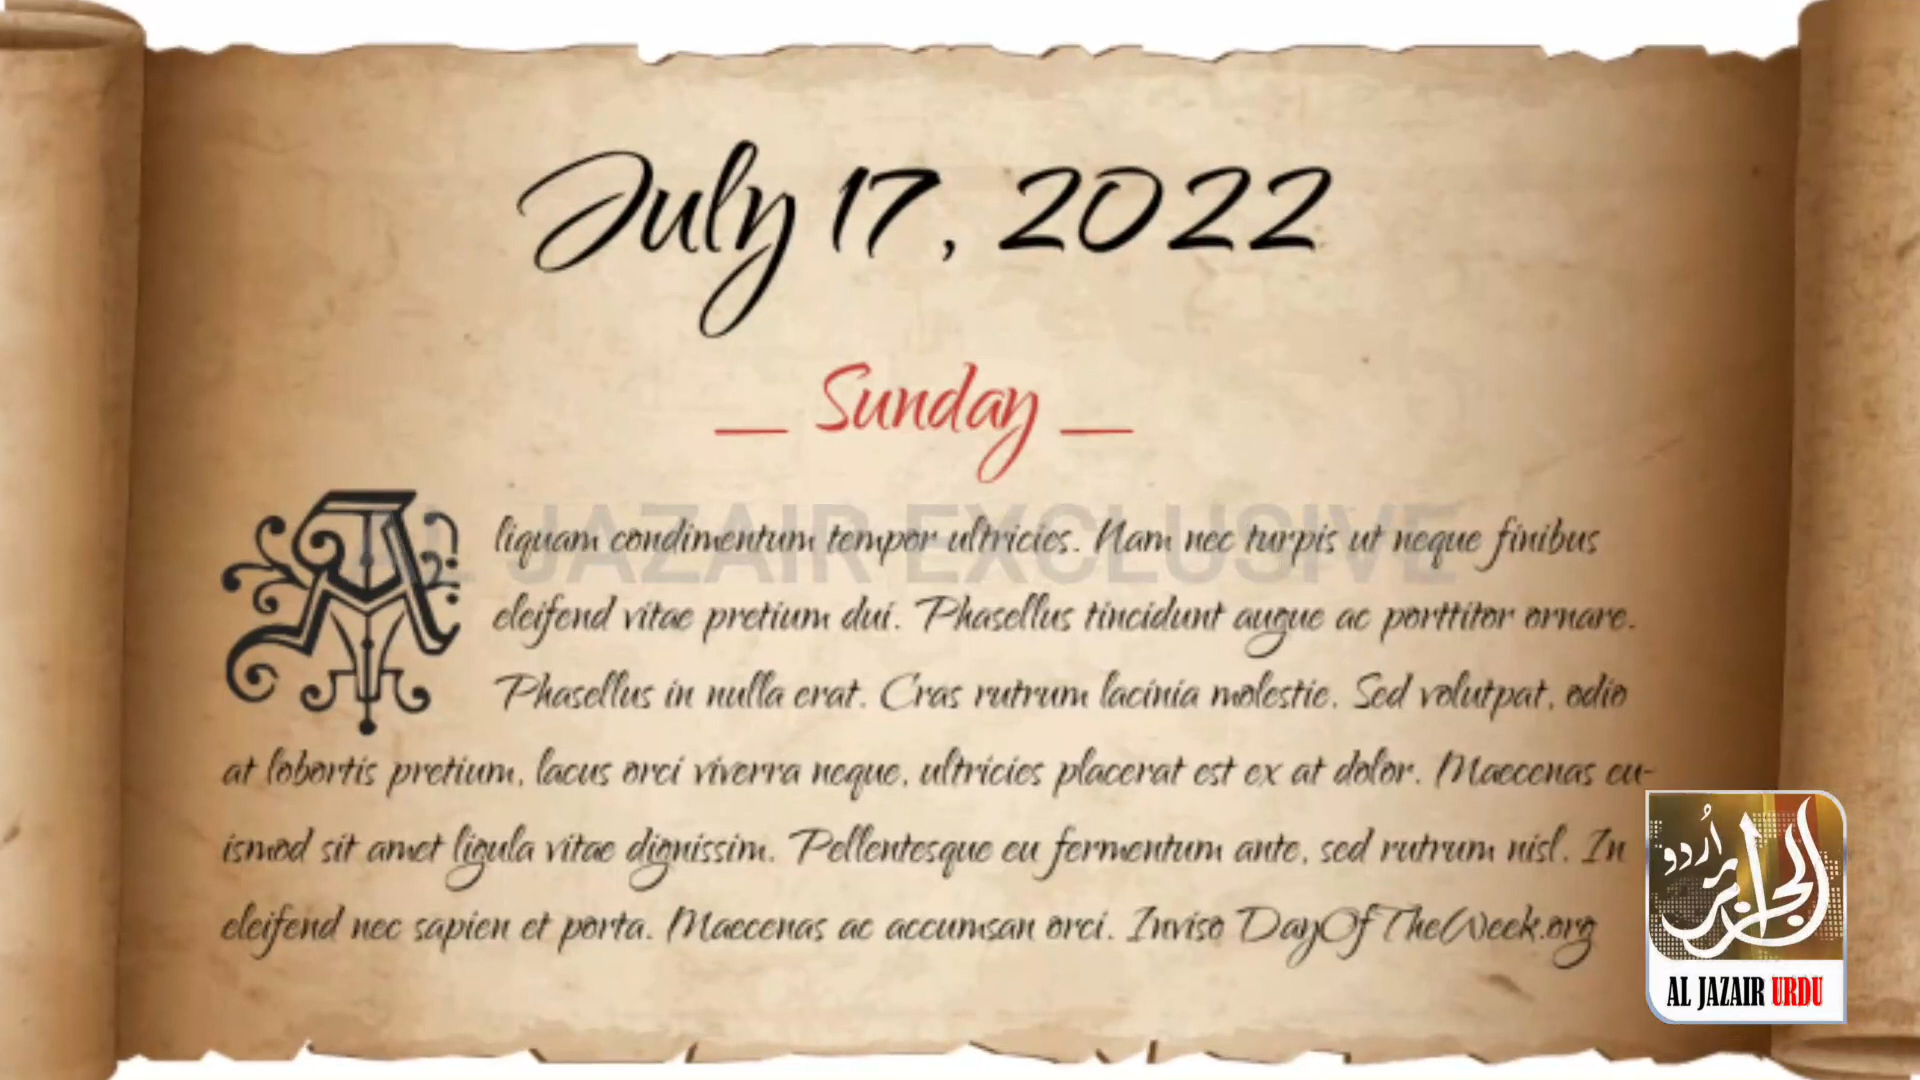 July 17, 2022
— Sunday —
Aliquam condimentum tempor ultricies. Nam nec turpis ut neque finibus
eleifend vitae pretium dui. Phasellus tincidunt augue ac porttitor ornare.
Phasellus in nulla erat. Cras rutrum lacinia molestie. Sed volutpat, odio
at lobortis pretium, lacus orci viverra neque, ultricies placerat est ex at dolor. Maecenas eu-
ismod sit amet ligula vitae dignissim. Pellentesque eu fermentum ante, sed rutrum nisl. In
eleifend nec sapien et porta. Maecenas ac accumsan orci. Inviso DayOfTheWeek.org
AL JAZAIR EXCLUSIVE
الجزائر اُردو
AL JAZAIR URDU